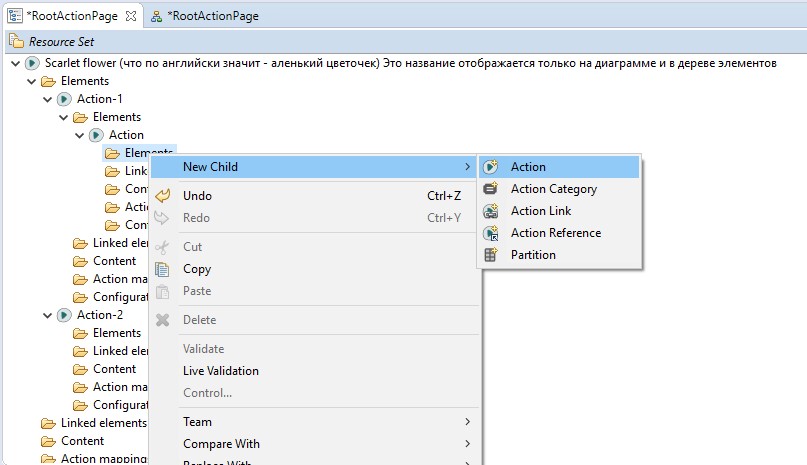 *RootActionPage
*RootActionPage
Resource Set
Scarlet flower (что по английски значит - аленький цветочек) Это название отображается только на диаграмме и в дереве элементов
Elements
Action-1
Elements
Action
Elements
Link
Con
Actio
Con
Linked ele
Content
Action ma
Configurat
Action-2
Elements
Linked ele
Content
Action ma
Configurat
Linked elements
Content
Action mapping
New Child
Undo Ctrl+Z
Redo Ctrl+Y
Cut
Copy
Paste
Delete
Validate
Live Validation
Control...
Team
Compare With
Replace With
Action
Action Category
Action Link
Action Reference
Partition